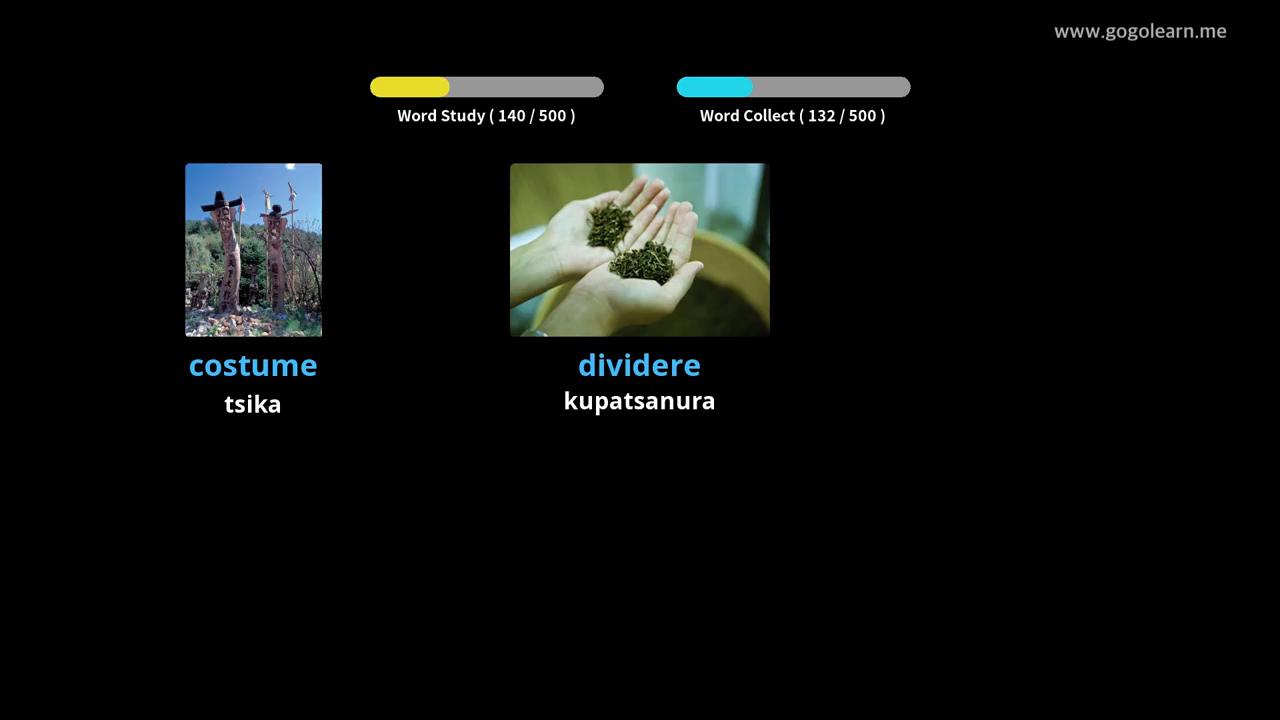 www.gogolearn.me
Word Study ( 140 / 500 )
Word Collect ( 132 / 500 )
costume
tsika
dividere
kupatsanura